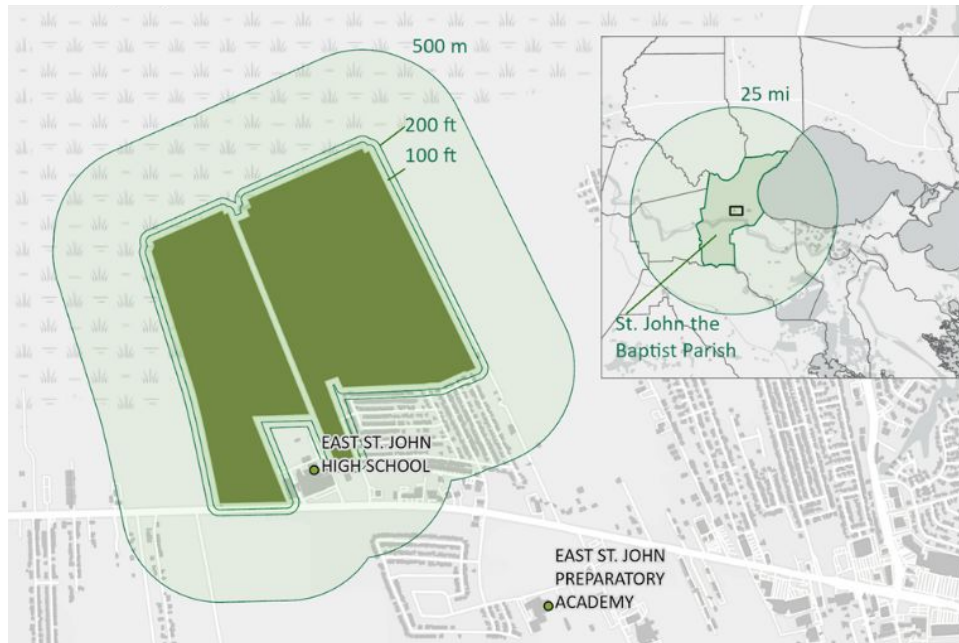 500 m
200 ft
100 ft
25 mi
St. John the
Baptist Parish
EAST ST. JOHN
HIGH SCHOOL
EAST ST. JOHN
PREPARATORY
ACADEMY